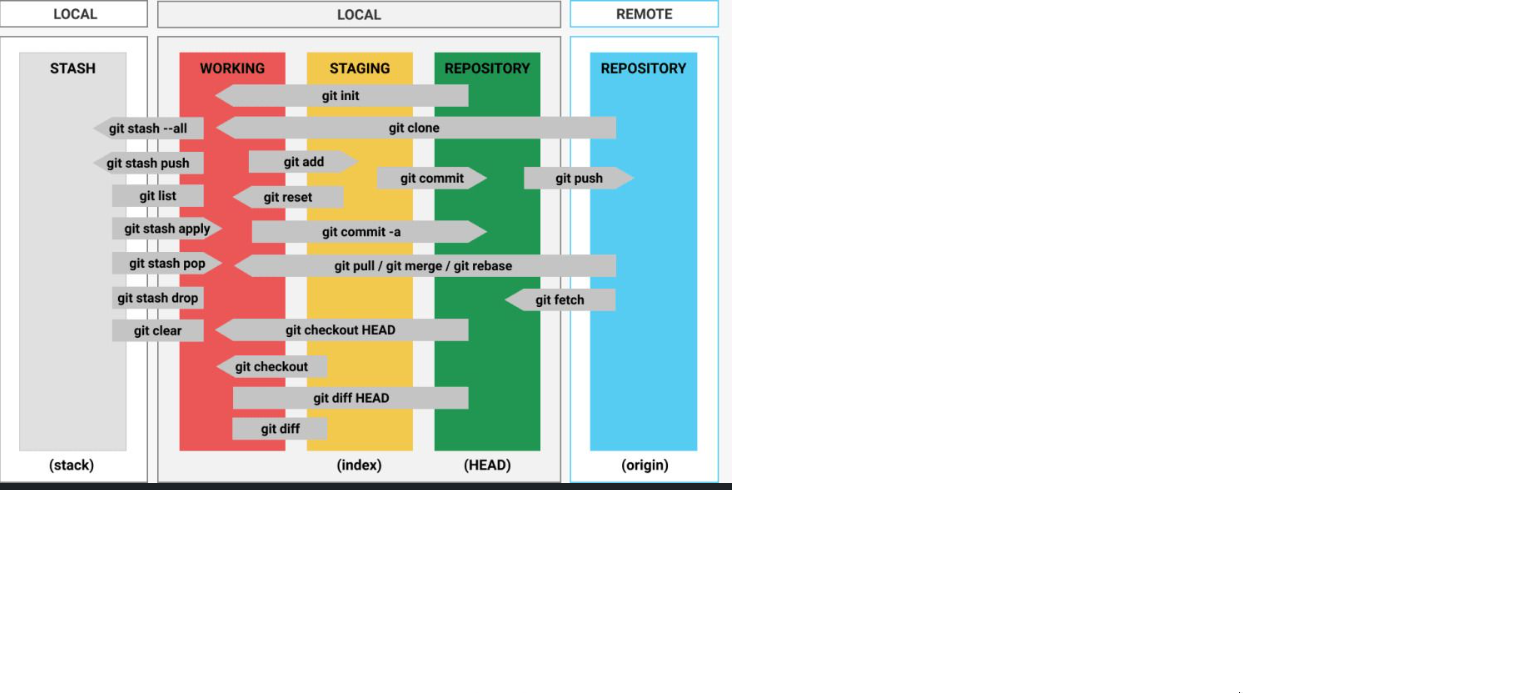 LOCAL
LOCAL
REMOTE
STASH
WORKING
STAGING
REPOSITORY
REPOSITORY
git init
git stash --all
git clone
git stash push
git add
git commit
git push
git list
git reset
git stash apply
git commit -a
git stash pop
git pull / git merge / git rebase
git stash drop
git fetch
git clear
git checkout HEAD
git checkout
git diff HEAD
git diff
(stack)
(index)
(HEAD)
(origin)